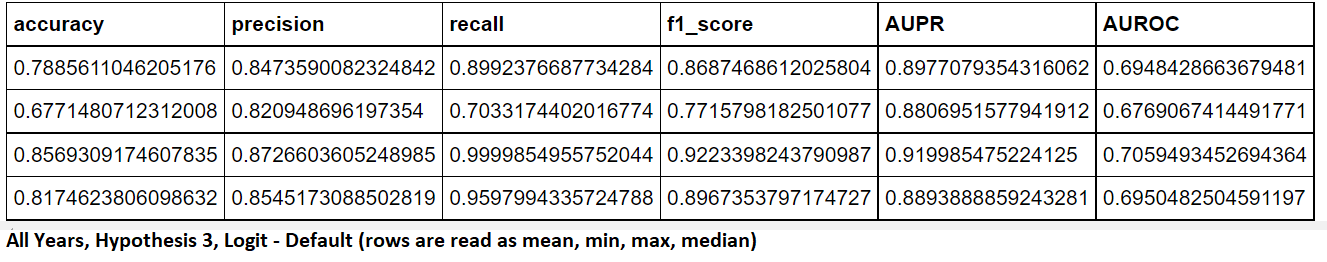 accuracy precision recall f1_score AUPR AUROC
0.7885611046205176 0.8473590082324842 0.8992376687734284 0.8687468612025804 0.8977079354316062 0.6948428663679481
0.6771480712312008 0.820948696197354 0.7033174402016774 0.7715798182501077 0.8806951577941912 0.6769067414491771
0.8569309174607835 0.8726603605248985 0.9999854955752044 0.9223398243790987 0.919985475224125 0.7059493452694364
0.8174623806098632 0.8545173088502819 0.9597994335724788 0.8967353797174727 0.8893888859243281 0.6950482504591197
All Years, Hypothesis 3, Logit - Default (rows are read as mean, min, max, median)